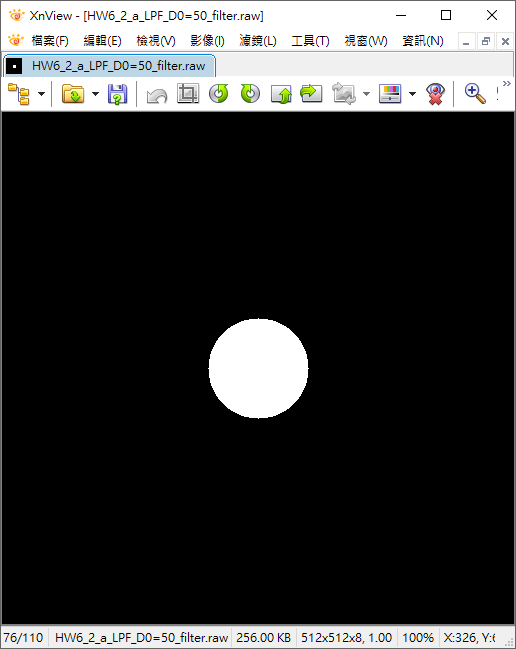 XnView - [HW6_2_a_LPF_D0=50_filter.raw]
檔案(F) 編輯(E) 檢視(V) 影像(I) 濾鏡(L) 工具(T) 視窗(W) 資訊(N)
HW6_2_a_LPF_D0=50_filter.raw
76/110 HW6_2_a_LPF_D0=50_filter.raw 256.00 KB 512x512x8, 1.00 100% X:326, Y:6